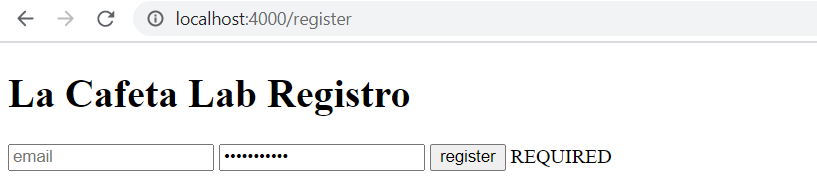 localhost:4000/register
La Cafeta Lab Registro
email ••••••••••• register REQUIRED